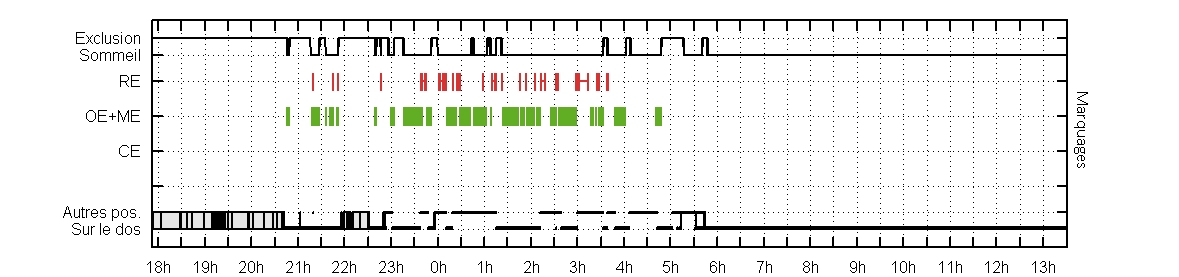 Exclusion
Sommeil
RE
OE+ME
CE
Marquages
Autres pos.
Sur le dos
18h 19h 20h 21h 22h 23h 0h 1h 2h 3h 4h 5h 6h 7h 8h 9h 10h 11h 12h 13h